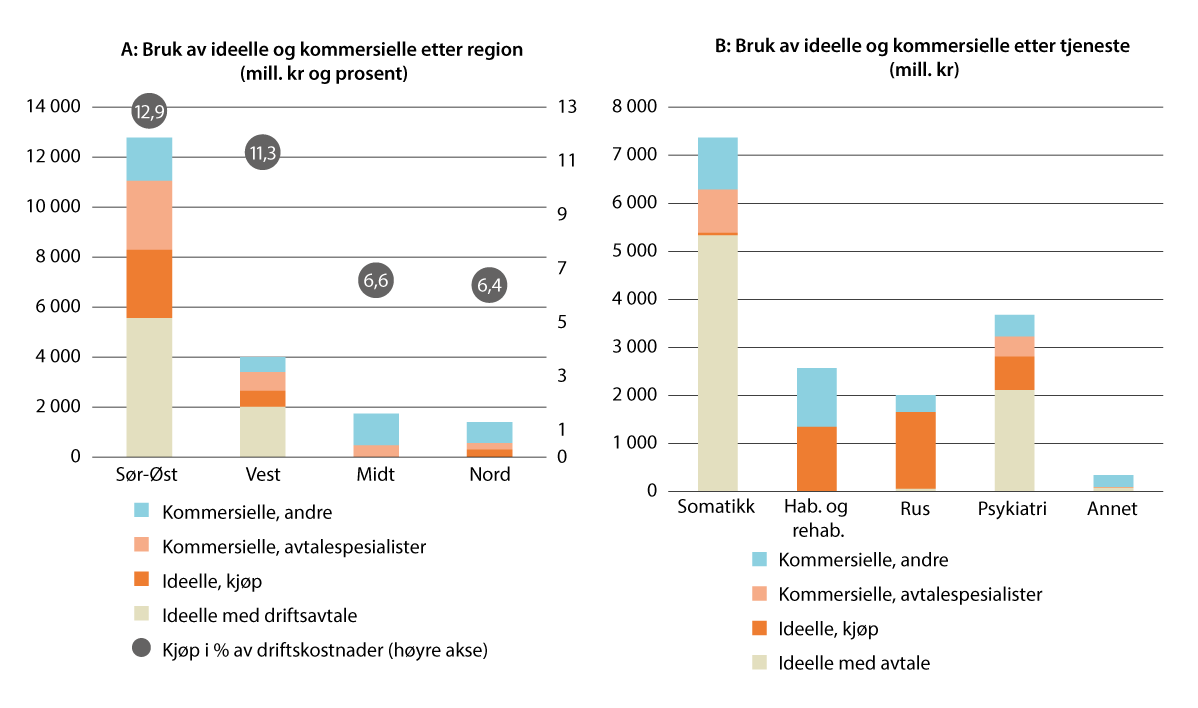 A: Bruk av ideelle og kommersielle etter region
(mill. kr og prosent)
14 000
12 000
10 000
8 000
6 000
4 000
2 000
0
12,9
11,3
6,6
6,4
13
11
9
7
5
3
1
0
Sør-Øst
Vest
Midt
Nord
Kommersielle, andre
Kommersielle, avtalespesialister
Ideelle, kjøp
Ideelle med driftsavtale
Kjøp i % av driftskostnader (høyre akse)
B: Bruk av ideelle og kommersielle etter tjeneste
(mill. kr)
8 000
7 000
6 000
5 000
4 000
3 000
2 000
1 000
0
Somatikk
Hab. og
rehab.
Rus
Psykiatri
Annet
Kommersielle, andre
Kommersielle, avtalespesialister
Ideelle, kjøp
Ideelle med avtale